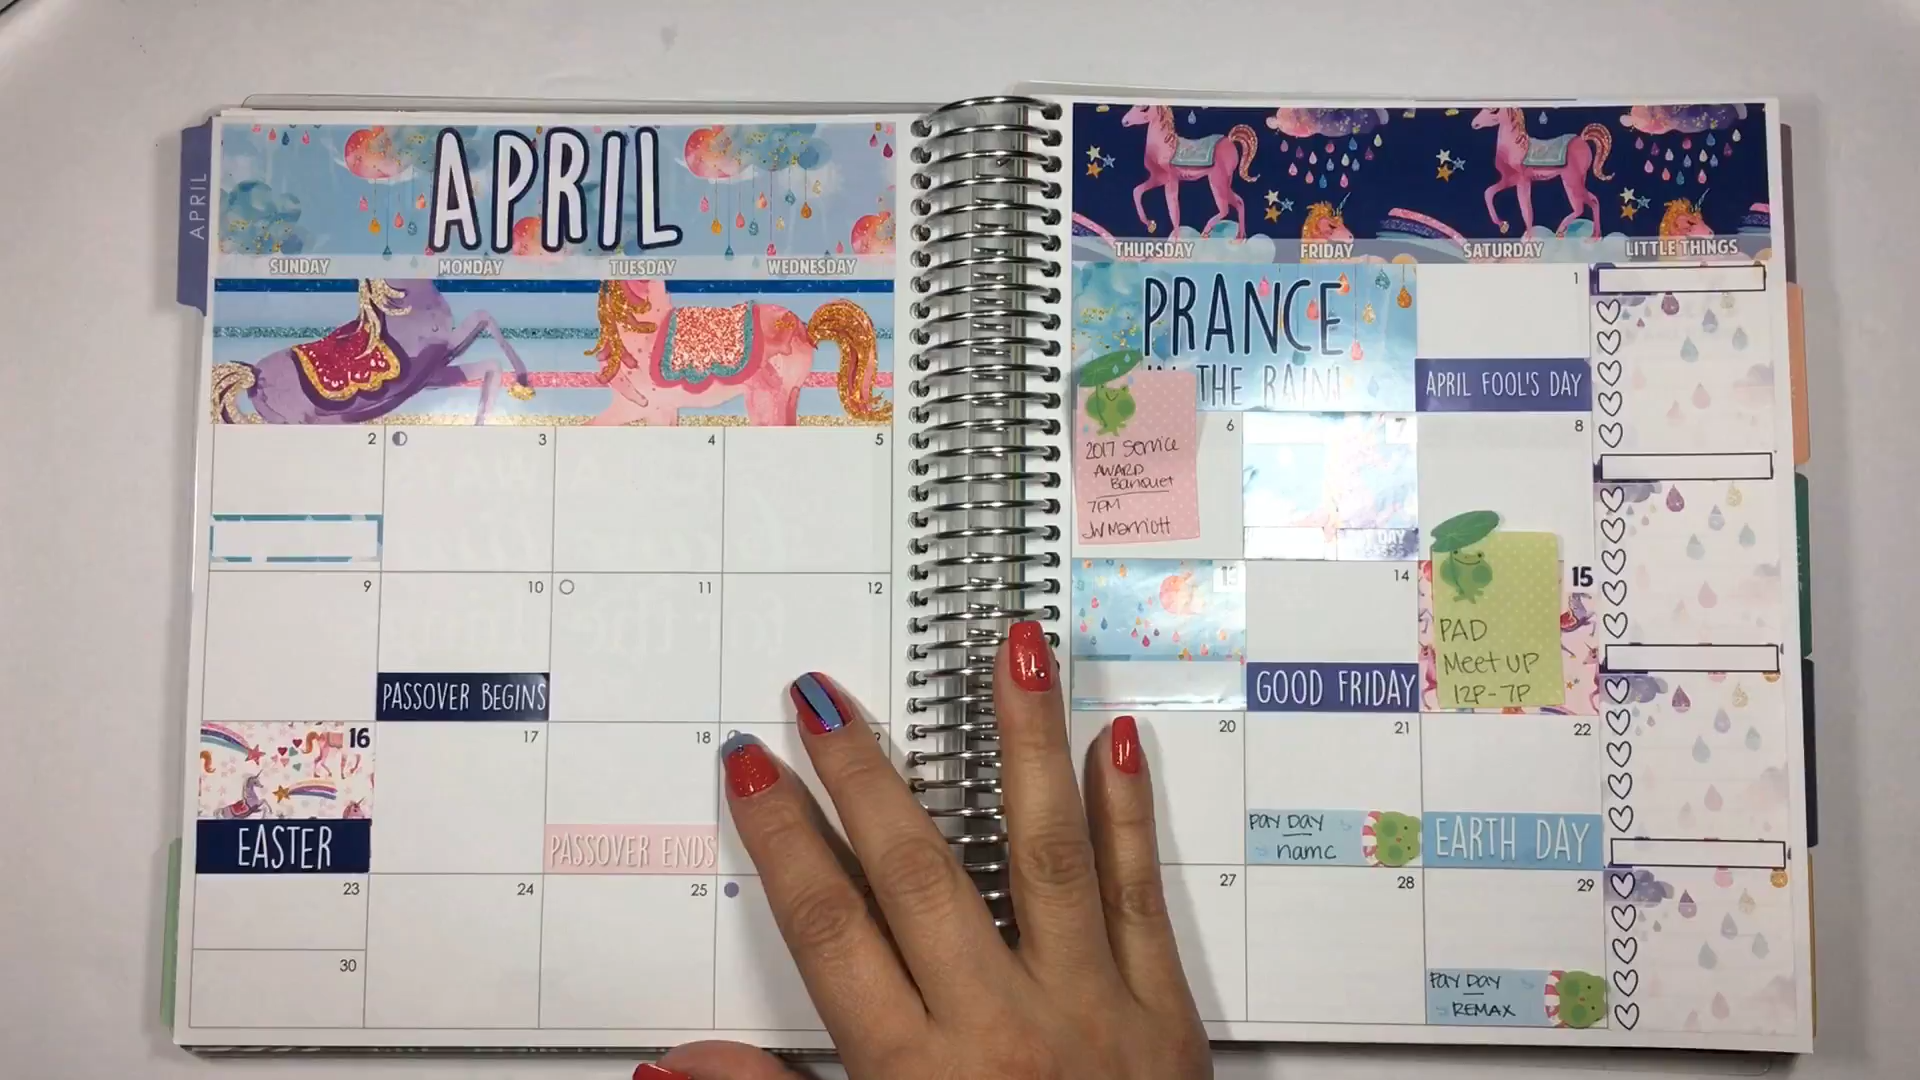 APRIL
APRIL
SUNDAY MONDAY TUESDAY WEDNESDAY
THURSDAY FRIDAY SATURDAY LITTLE THINGS
PRANCE
THE RAIN!
1
APRIL FOOL'S DAY
2 3 4 5
6 7 8
2017 Service
AWARD
Banquet
7PM
JW Marriott
9 10 11 12
PASSOVER BEGINS
13 14 15
GOOD FRIDAY
PAD
Meet UP
12P-7P
16 17 18
EASTER
PASSOVER ENDS
20 21 22
Pay Day
EARTH DAY
23 24 25
27 28 29
30
Pay Day
REMAX